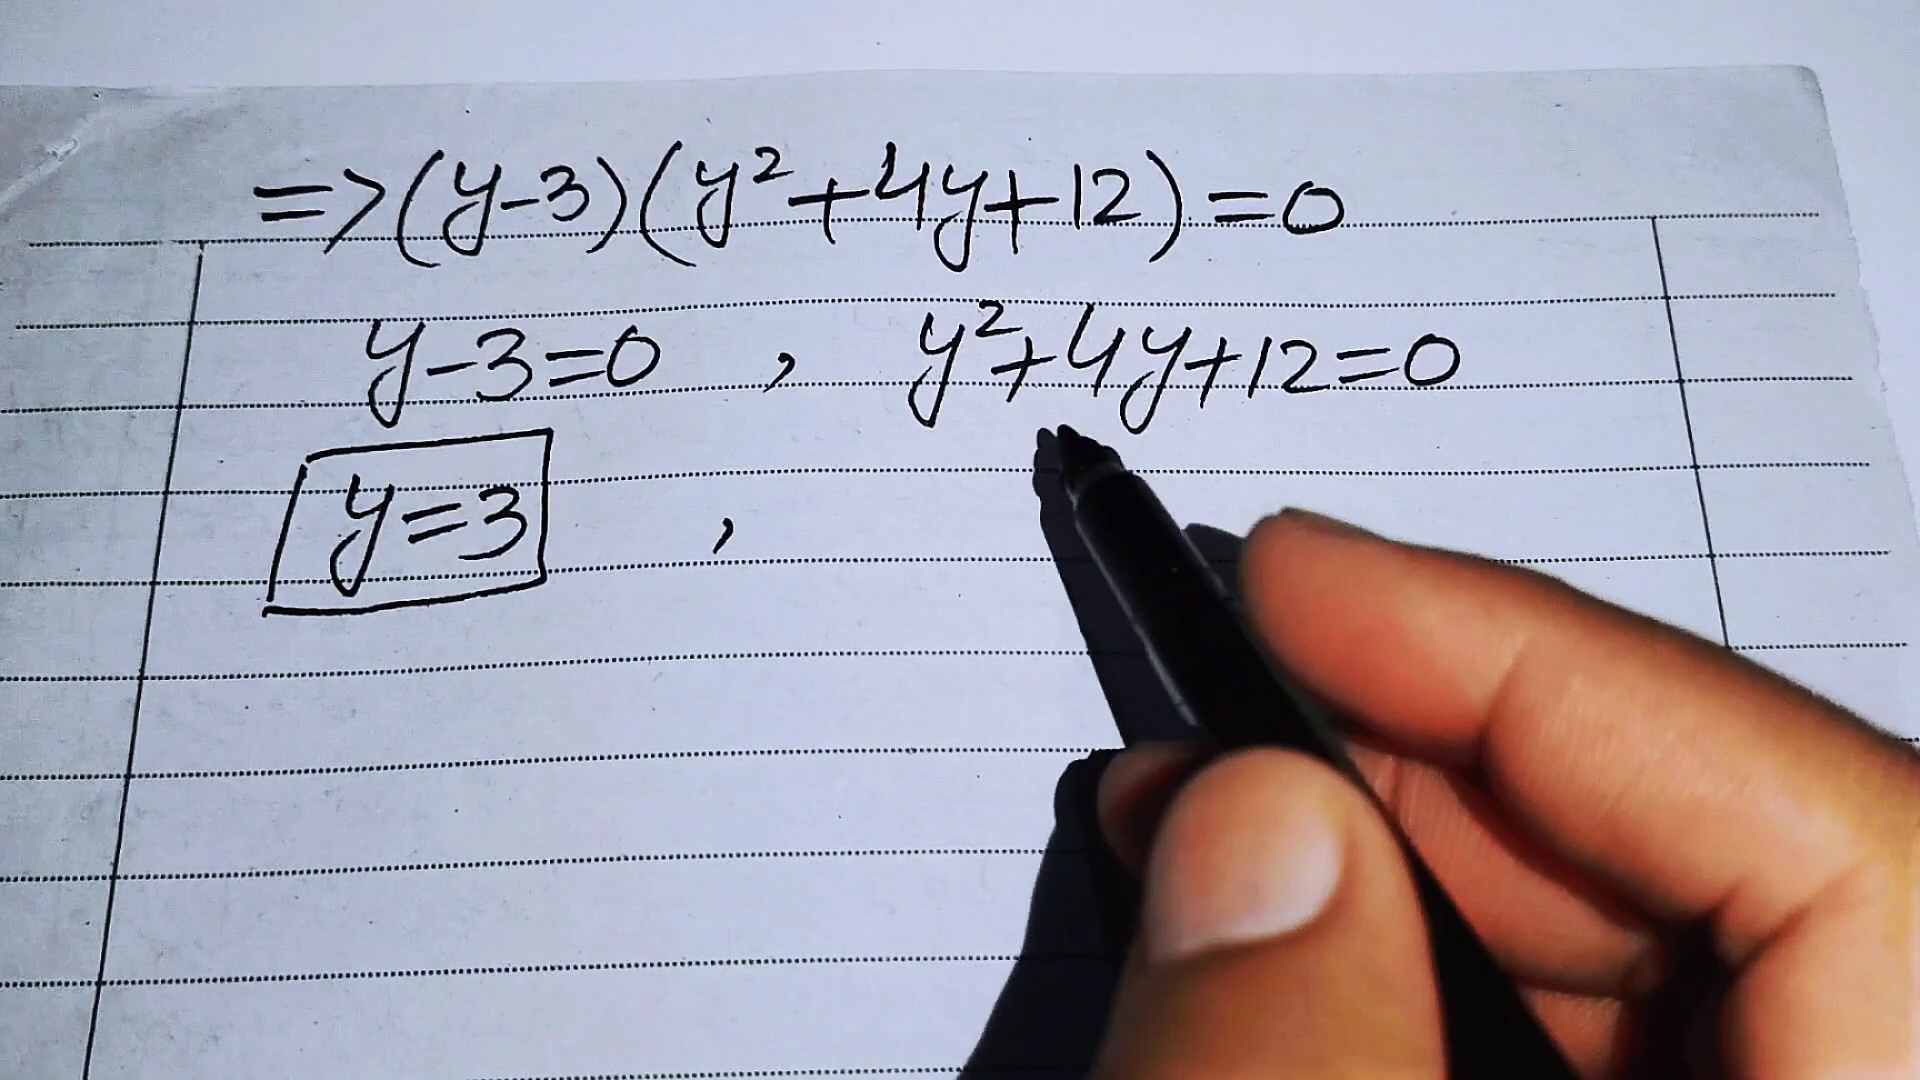 =>(y-3)(y²+4y+12)=0
y-3=0 , y²+4y+12=0
y=3 ,